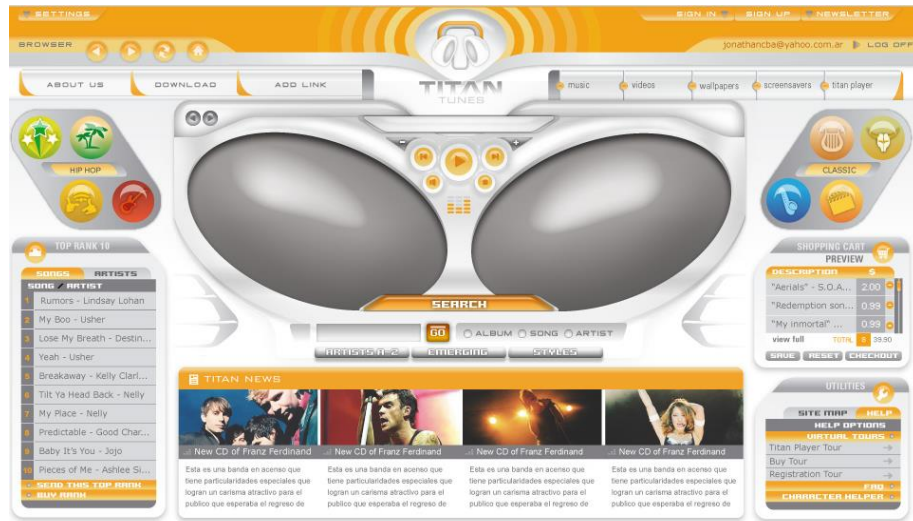 SETTINGS
SIGN IN
SIGN UP
NEWSLETTER
BROWSER
jonathancba@yahoo.com.ar
LOG OFF
ABOUT US
DOWNLOAD
ADD LINK
TITAN
TUNES
music
videos
wallpapers
screensavers
titan player
HIP HOP
CLASSIC
TOP RANK 10
SONGS
ARTISTS
SONG / ARTIST
1 Rumors - Lindsay Lohan
2 My Boo - Usher
3 Lose My Breath - Destin...
4 Yeah - Usher
5 Breakaway - Kelly Clarl...
6 Tilt Ya Head Back - Nelly
7 My Place - Nelly
8 Predictable - Good Char...
9 Baby It's You - Jojo
10 Pieces of Me - Ashlee Si...
SEND THIS TOP RANK
BUY RANK
SEARCH
GO
ALBUM
SONG
ARTIST
ARTISTS A-Z
EMERGING
STYLES
TITAN NEWS
... New CD of Franz Ferdinand
... New CD of Franz Ferdinand
... New CD of Franz Ferdinand
... New CD of Franz Ferdinand
Esta es una banda en acenso que
tiene particularidades especiales que
logran un carisma atractivo para el
publico que esperaba el regreso de
Esta es una banda en acenso que
tiene particularidades especiales que
logran un carisma atractivo para el
publico que esperaba el regreso de
Esta es una banda en acenso que
tiene particularidades especiales que
logran un carisma atractivo para el
publico que esperaba el regreso de
Esta es una banda en acenso que
tiene particularidades especiales que
logran un carisma atractivo para el
publico que esperaba el regreso de
SHOPPING CART
PREVIEW
DESCRIPTION $
"Aerials" - S.O.A... 2.00
"Redemption son... 0.99
"My inmortal" ... 0.99
view full TOTAL 8 39.90
SAVE RESET CHECKOUT
UTILITIES
SITE MAP HELP
HELP OPTIONS
VIRTUAL TOURS
Titan Player Tour
Buy Tour
Registration Tour
FAQ
CHARACTER HELPER